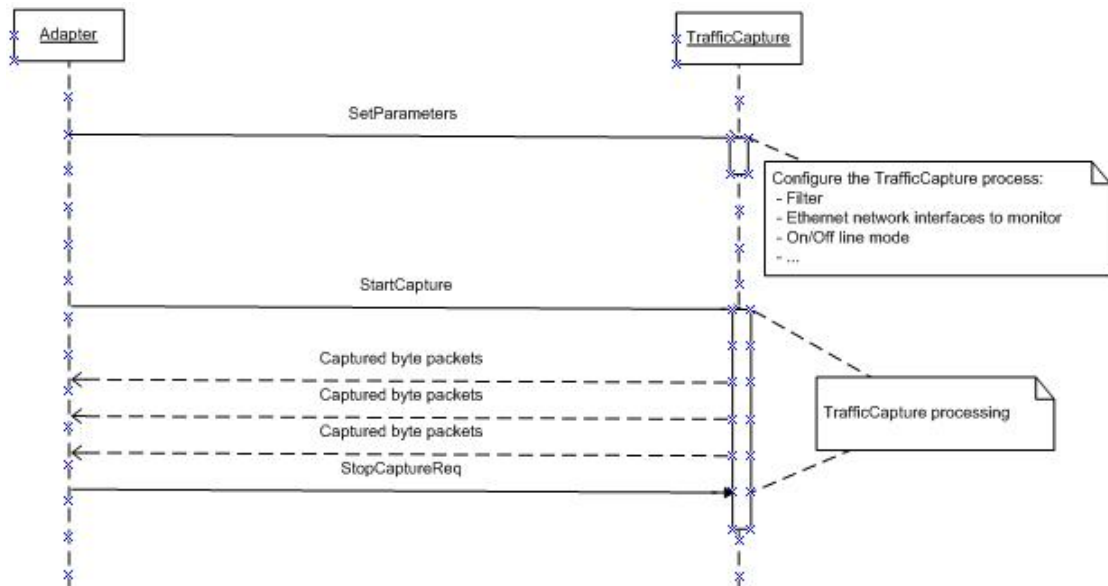 Adapter
TrafficCapture
SetParameters
Configure the TrafficCapture process:
- Filter
- Ethernet network interfaces to monitor
- On/Off line mode
- ...
StartCapture
Captured byte packets
Captured byte packets
Captured byte packets
TrafficCapture processing
StopCaptureReq